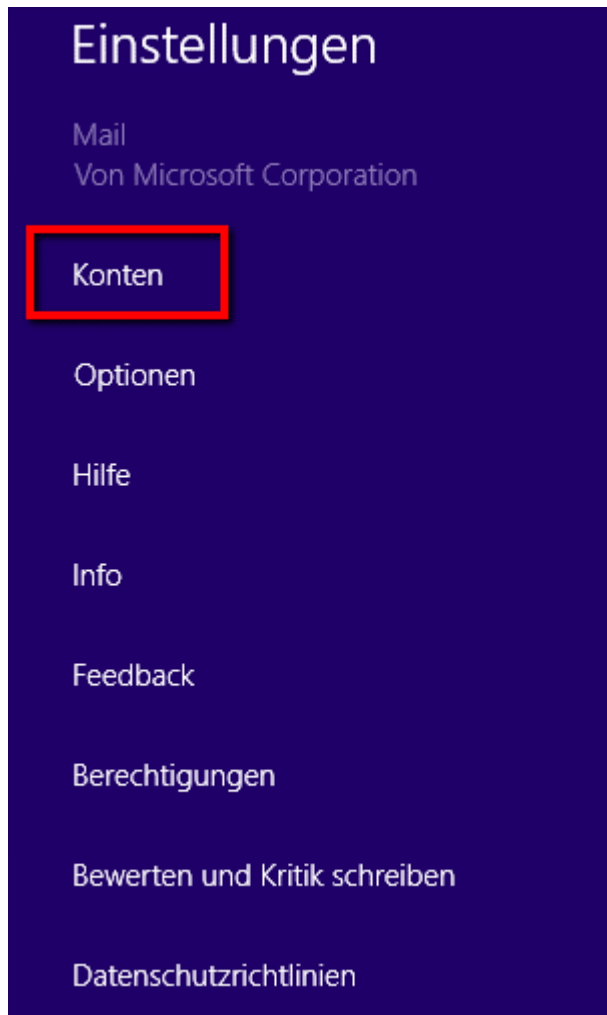 Einstellungen
Mail
Von Microsoft Corporation
Konten
Optionen
Hilfe
Info
Feedback
Berechtigungen
Bewerten und Kritik schreiben
Datenschutzrichtlinien